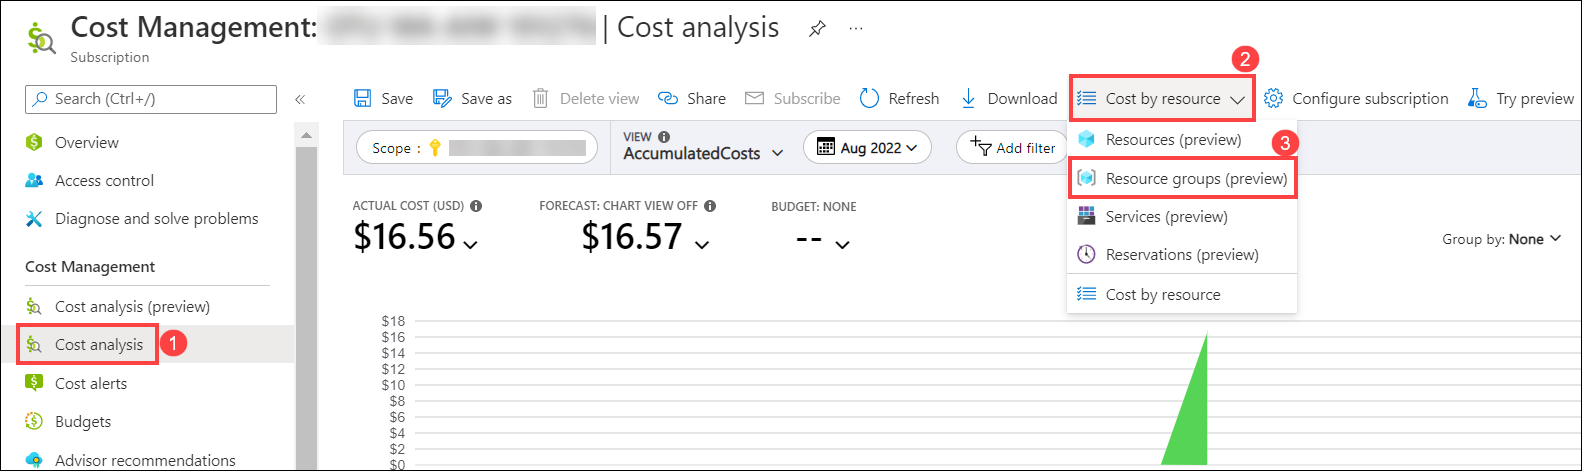 Cost Management: | Cost analysis ...
Subscription
Search (Ctrl+/)
«
Overview
Access control
Diagnose and solve problems
Cost Management
Cost analysis (preview)
Cost analysis
1
Cost alerts
Budgets
Advisor recommendations
Save
Save as
Delete view
Share
Subscribe
Refresh
Download
Cost by resource
2
Configure subscription
Try preview
Scope :
VIEW
AccumulatedCosts
Aug 2022
Add filter
Resources (preview)
3
Resource groups (preview)
Services (preview)
Reservations (preview)
Cost by resource
ACTUAL COST (USD)
$16.56
FORECAST: CHART VIEW OFF
$16.57
BUDGET: NONE
--
Group by: None
$18
$16
$14
$12
$10
$8
$6
$4
$2
$0